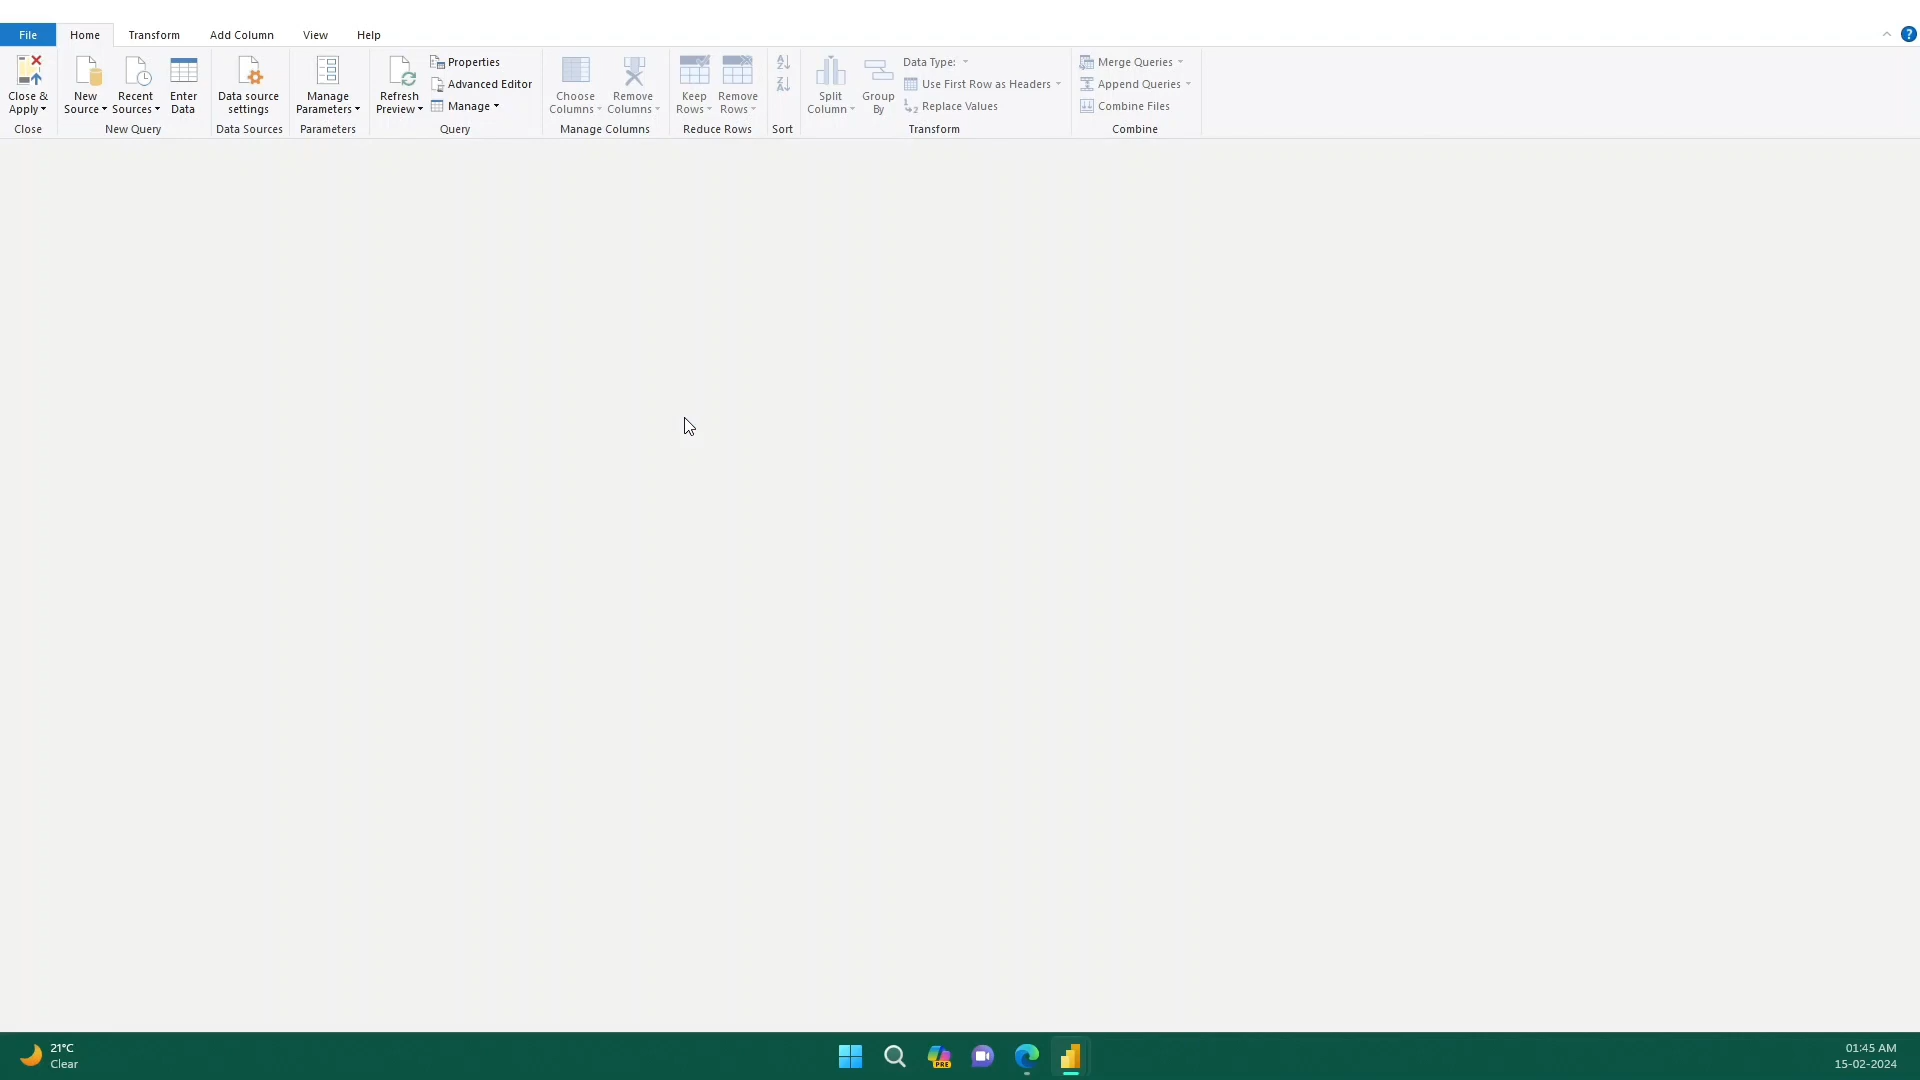 File Home Transform Add Column View Help
Close & Apply
New Source
Recent Sources
Enter Data
Data source settings
Manage Parameters
Refresh Preview
Properties
Advanced Editor
Manage
Choose Columns
Remove Columns
Keep Rows
Remove Rows
Split Column
Group By
Data Type:
Use First Row as Headers
Replace Values
Merge Queries
Append Queries
Combine Files
Close New Query Data Sources Parameters Query Manage Columns Reduce Rows Sort Transform Combine
21°C
Clear
PRE
01:45 AM
15-02-2024